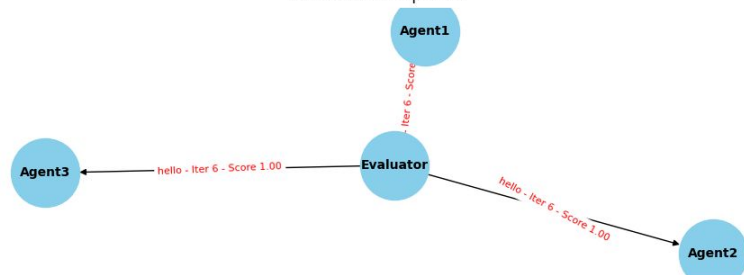 Agent1
- Iter 6 - Score
Agent3
hello - Iter 6 - Score 1.00
Evaluator
hello - Iter 6 - Score 1.00
Agent2